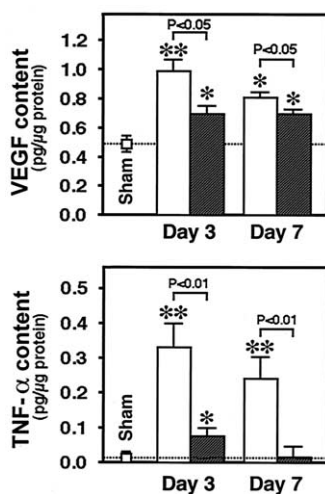 VEGF content
(pg/µg protein)
1.2
1.0
0.8
0.6
0.4
0.2
0.0
P<0.05
P<0.05
**
*
*
*
Sham
Day 3
Day 7
TNF-α content
(pg/µg protein)
0.5
0.4
0.3
0.2
0.1
0.0
P<0.01
P<0.01
**
**
*
Sham
Day 3
Day 7